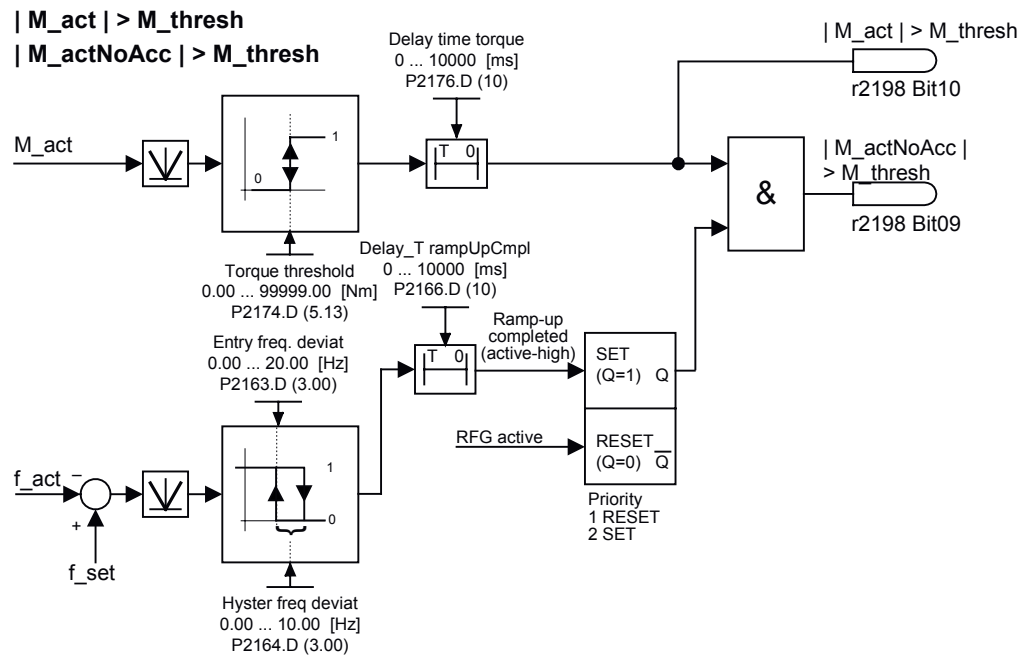 | M_act | > M_thresh
| M_actNoAcc | > M_thresh
Delay time torque
0 ... 10000 [ms]
P2176.D (10)
| M_act | > M_thresh
r2198 Bit10
M_act
1
0
T 0
| M_actNoAcc |
> M_thresh
&
r2198 Bit09
Torque threshold
0.00 ... 99999.00 [Nm]
P2174.D (5.13)
Delay_T rampUpCmpl
0 ... 10000 [ms]
P2166.D (10)
Entry freq. deviat
0.00 ... 20.00 [Hz]
P2163.D (3.00)
T 0
Ramp-up
completed
(active-high)
SET
(Q=1) Q
RFG active
RESET
(Q=0) Q̅
Priority
1 RESET
2 SET
f_act
–
+
f_set
1
0
Hyster freq deviat
0.00 ... 10.00 [Hz]
P2164.D (3.00)